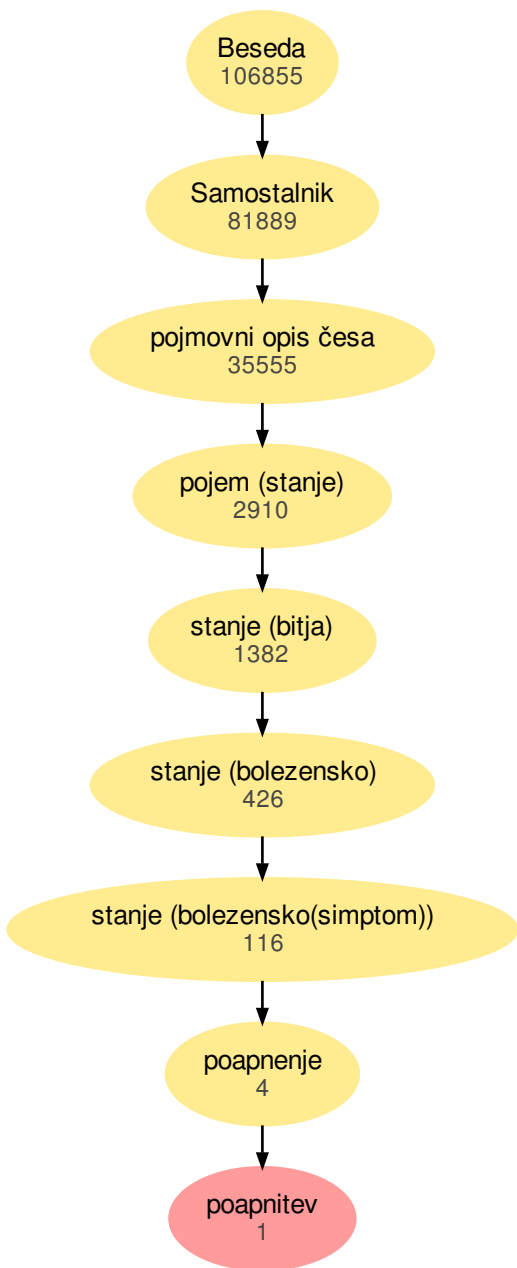 Beseda
106855
Samostalnik
81889
pojmovni opis česa
35555
pojem (stanje)
2910
stanje (bitja)
1382
stanje (bolezensko)
426
stanje (bolezensko(simptom))
116
poapnenje
4
poapnitev
1